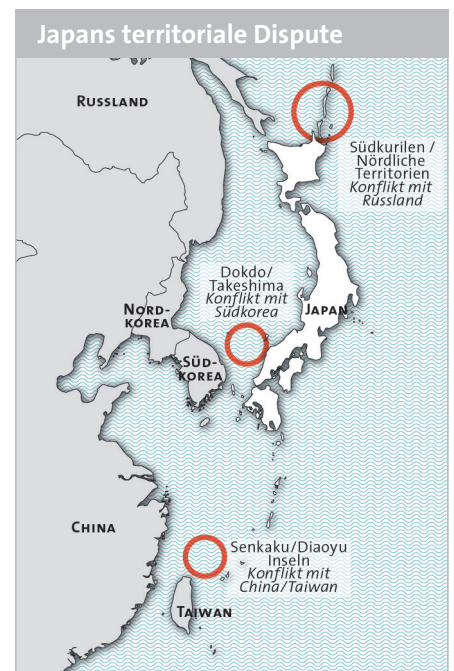 Japans territoriale Dispute
RUSSLAND
Südkurilen /
Nördliche
Territorien
Konflikt mit
Russland
Dokdo/
Takeshima
Konflikt mit
Südkorea
NORD-
KOREA
JAPAN
SÜD-
KOREA
CHINA
Senkaku/Diaoyu
Inseln
Konflikt mit
China/Taiwan
TAIWAN